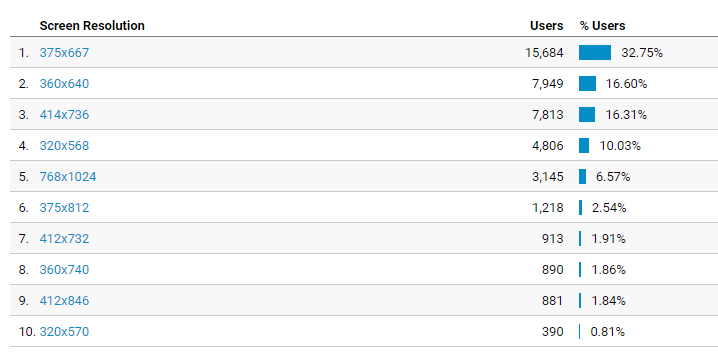 Screen Resolution Users % Users
1. 375x667 15,684 32.75%
2. 360x640 7,949 16.60%
3. 414x736 7,813 16.31%
4. 320x568 4,806 10.03%
5. 768x1024 3,145 6.57%
6. 375x812 1,218 2.54%
7. 412x732 913 1.91%
8. 360x740 890 1.86%
9. 412x846 881 1.84%
10. 320x570 390 0.81%